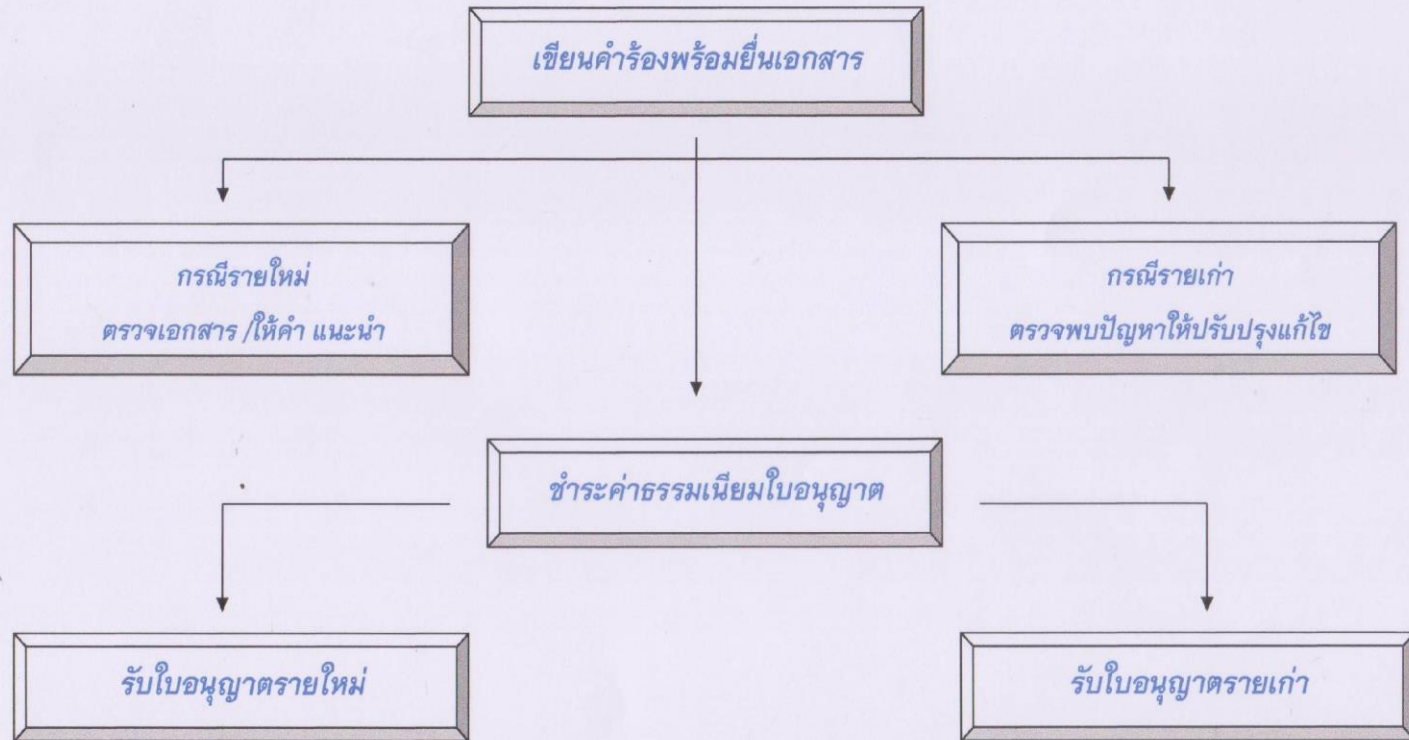 เขียนคำร้องพร้อมยื่นเอกสาร
กรณีรายใหม่
ตรวจเอกสาร /ให้คำ แนะนำ
กรณีรายเก่า
ตรวจพบปัญหาให้ปรับปรุงแก้ไข
ชำระค่าธรรมเนียมใบอนุญาต
รับใบอนุญาตรายใหม่
รับใบอนุญาตรายเก่า